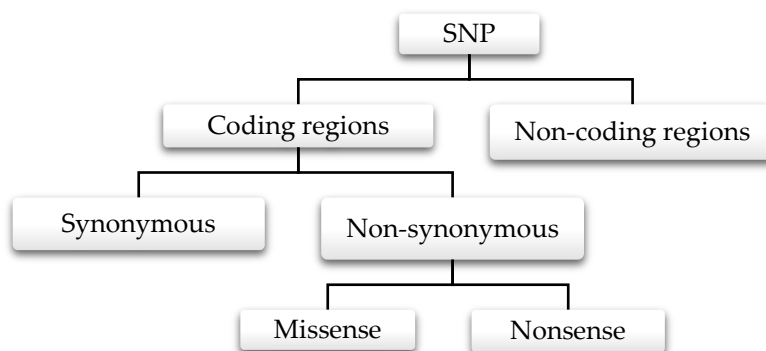 SNP
Coding regions
Non-coding regions
Synonymous
Non-synonymous
Missense
Nonsense